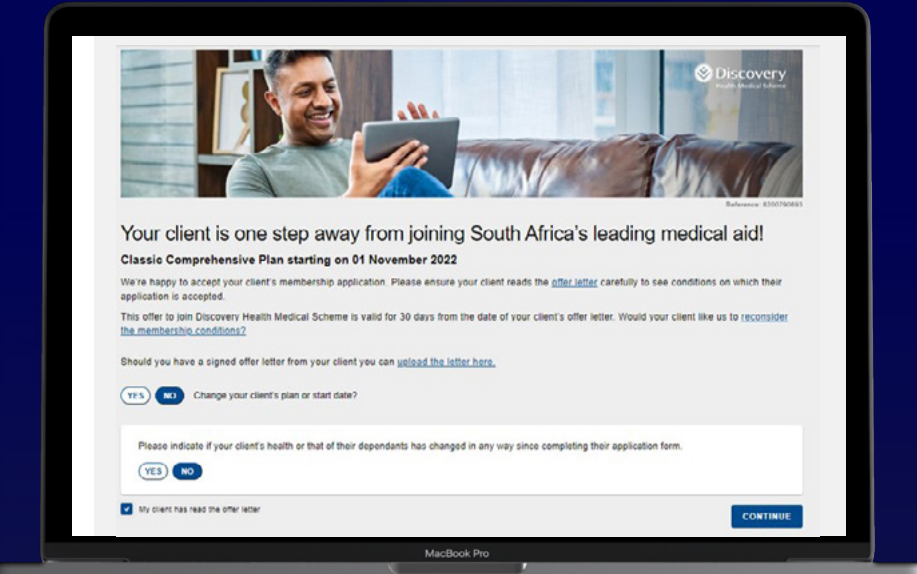 Discovery
Health Medical Scheme
Reference: 8200790893
Your client is one step away from joining South Africa's leading medical aid!
Classic Comprehensive Plan starting on 01 November 2022
We're happy to accept your client's membership application. Please ensure your client reads the offer letter carefully to see conditions on which their
application is accepted.
This offer to join Discovery Health Medical Scheme is valid for 30 days from the date of your client's offer letter. Would your client like us to reconsider
the membership conditions?
Should you have a signed offer letter from your client you can upload the letter here.
YES NO Change your client's plan or start date?
Please indicate if your client's health or that of their dependants has changed in any way since completing their application form.
YES NO
My client has read the offer letter
CONTINUE
MacBook Pro